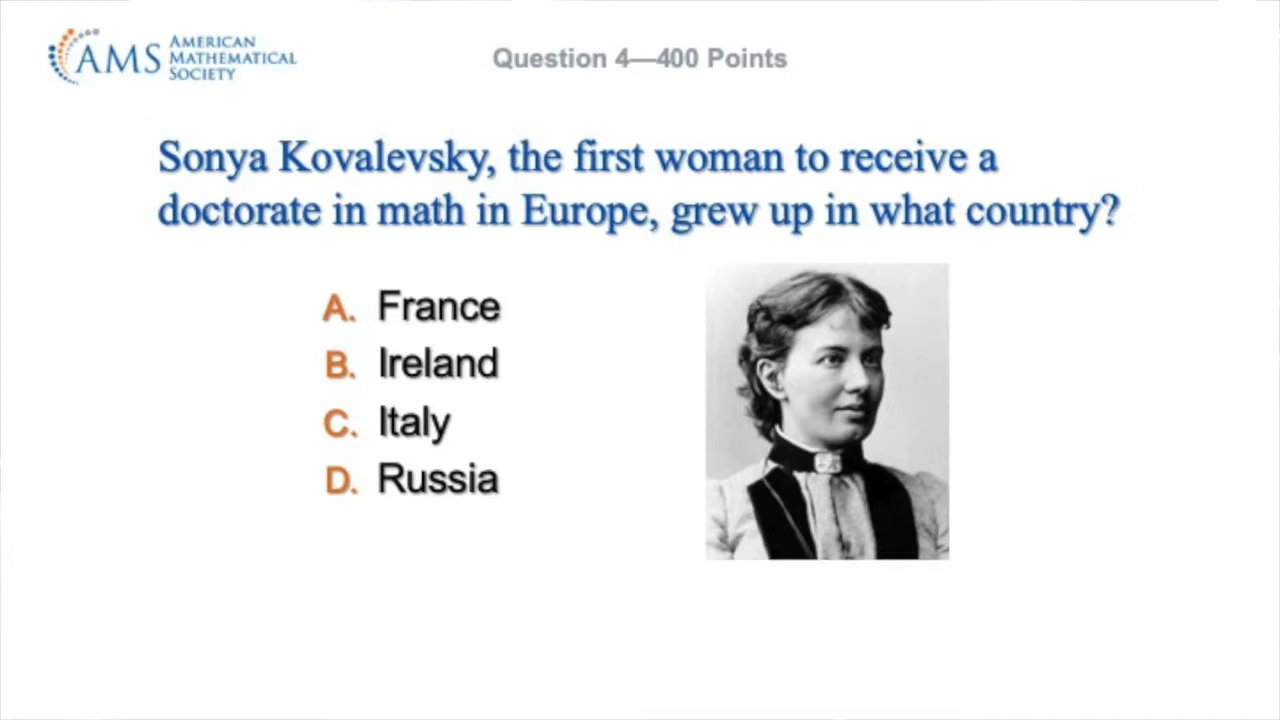 AMS AMERICAN
MATHEMATICAL
SOCIETY
Question 4—400 Points
Sonya Kovalevsky, the first woman to receive a
doctorate in math in Europe, grew up in what country?
A. France
B. Ireland
C. Italy
D. Russia